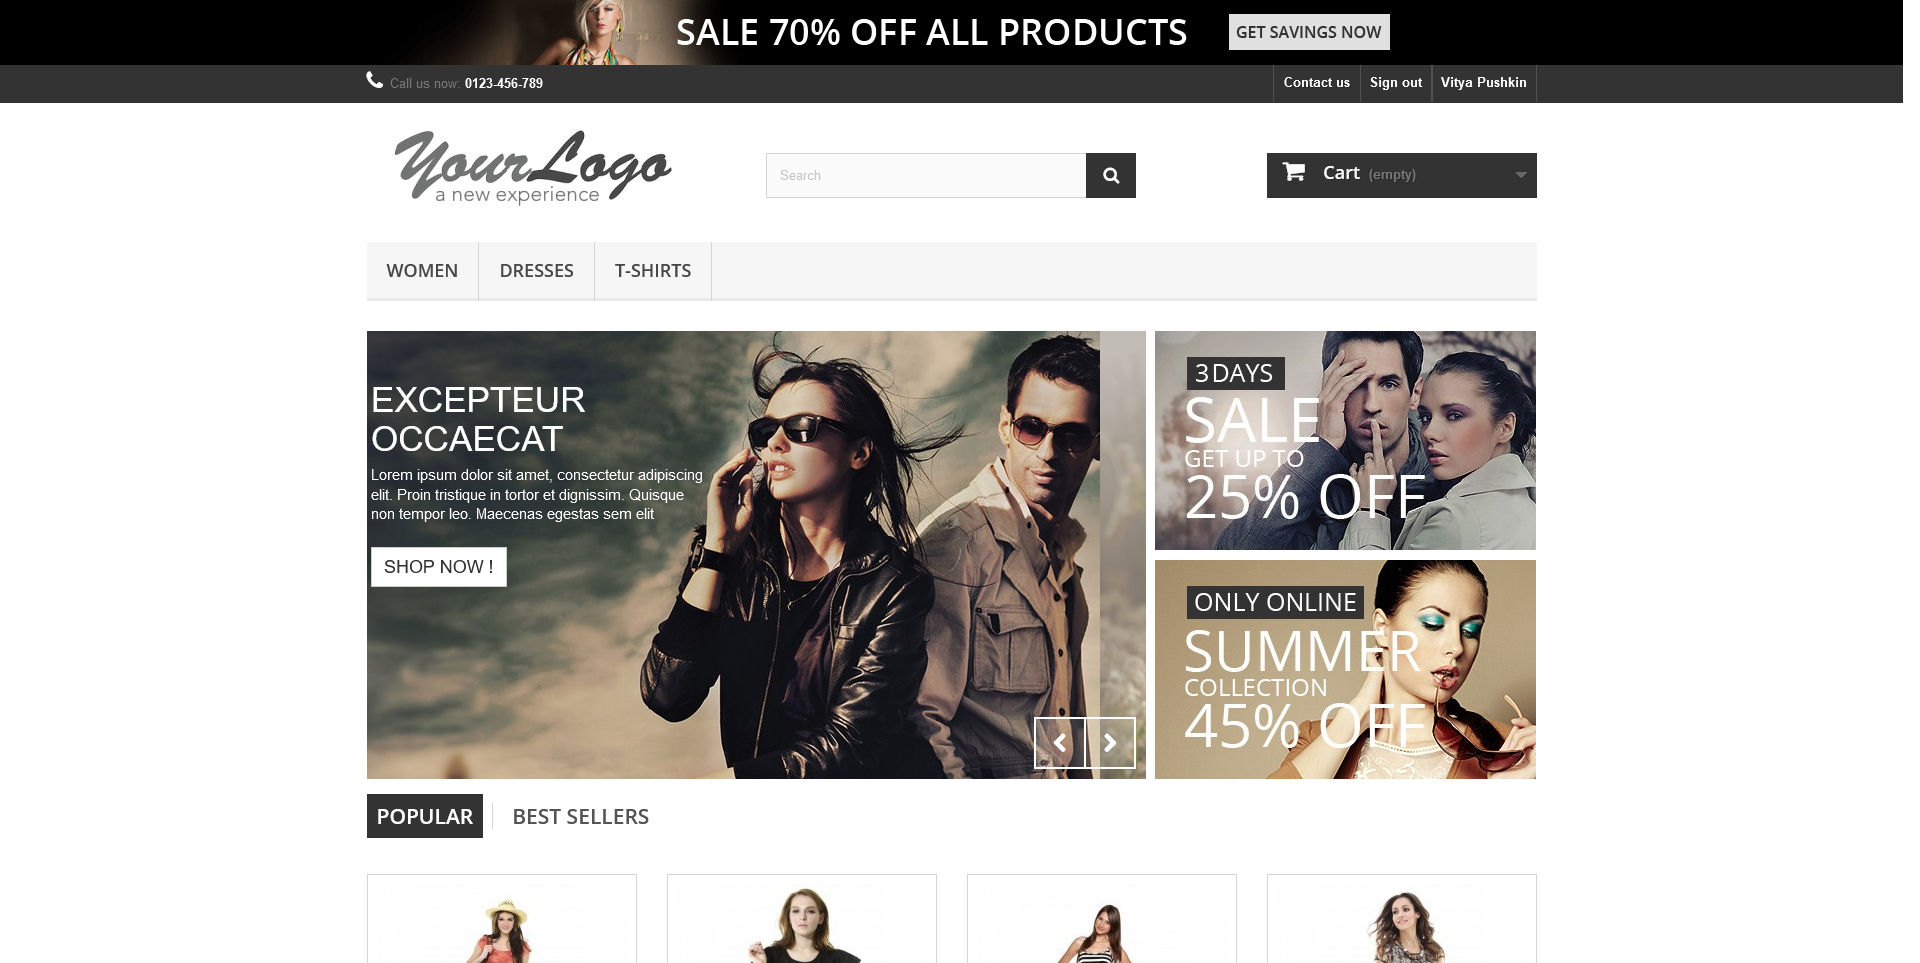 SALE 70% OFF ALL PRODUCTS GET SAVINGS NOW
Call us now: 0123-456-789
Contact us Sign out Vitya Pushkin
YourLogo
a new experience
Search
Cart (empty)
WOMEN DRESSES T-SHIRTS
EXCEPTEUR
OCCAECAT
Lorem ipsum dolor sit amet, consectetur adipiscing
elit. Proin tristique in tortor et dignissim. Quisque
non tempor leo. Maecenas egestas sem elit
SHOP NOW !
3 DAYS
SALE
GET UP TO
25% OFF
ONLY ONLINE
SUMMER
COLLECTION
45% OFF
POPULAR
BEST SELLERS